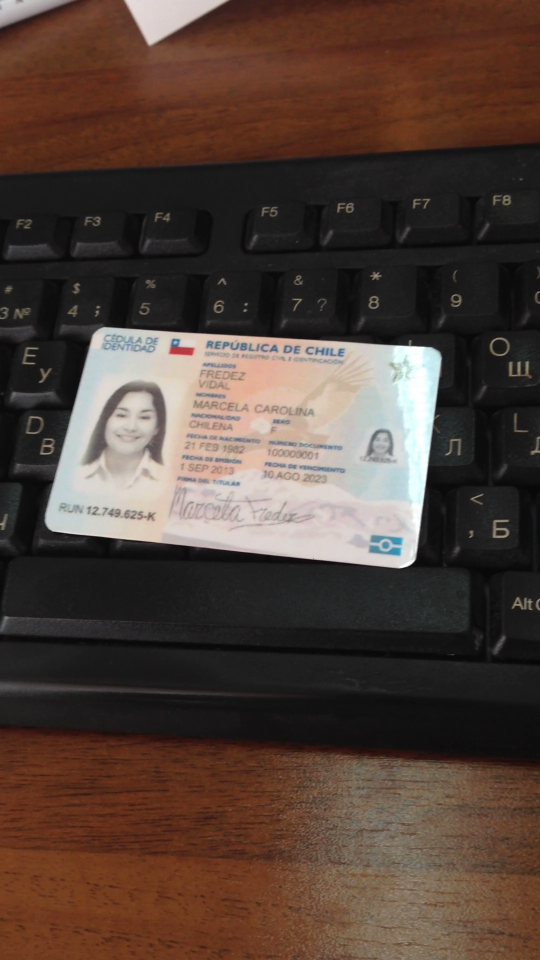 F2 F3 F4 F5 F6 F7 F8
# $ % ^ & * (
3 № 4 ; 5 6 : 7 ? 8 9
E O
У Щ
D L
В Л
<
, Б
Alt
CÉDULA DE
IDENTIDAD
REPÚBLICA DE CHILE
SERVICIO DE REGISTRO CIVIL E IDENTIFICACIÓN
APELLIDOS
FREDEZ
VIDAL
NOMBRES
MARCELA CAROLINA
NACIONALIDAD SEXO
CHILENA F
FECHA DE NACIMIENTO NÚMERO DOCUMENTO
21 FEB 1982 100000001
FECHA DE EMISIÓN FECHA DE VENCIMIENTO
1 SEP 2013 10 AGO 2023
FIRMA DEL TITULAR
Marcela Fredez
RUN 12.749.625-K